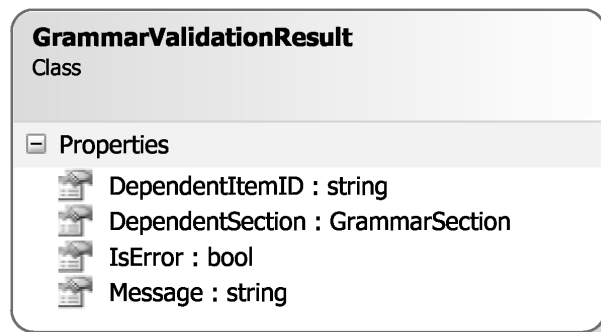 GrammarValidationResult
Class
Properties
DependentItemID : string
DependentSection : GrammarSection
IsError : bool
Message : string